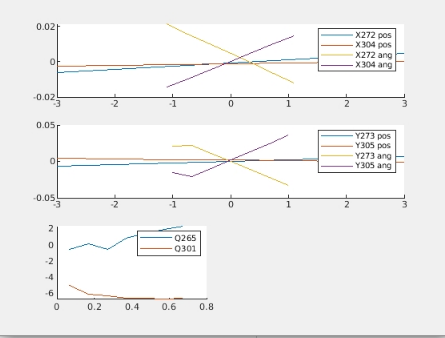 0.02
0
-0.02
-3 -2 -1 0 1 2 3
X272 pos
X304 pos
X272 ang
X304 ang
0.05
0
-0.05
-3 -2 -1 0 1 2 3
Y273 pos
Y305 pos
Y273 ang
Y305 ang
2
0
-2
-4
-6
0 0.2 0.4 0.6 0.8
Q265
Q301